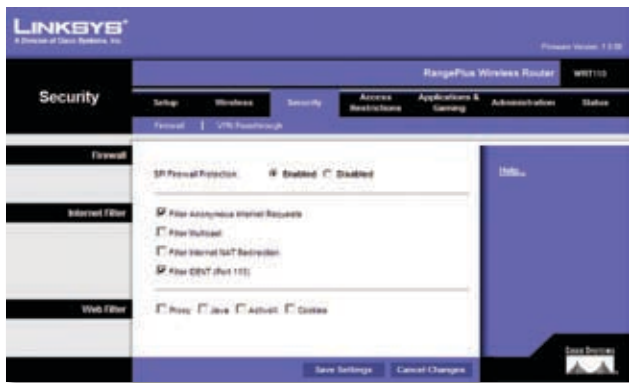 LINKSYS®
A Division of Cisco Systems, Inc.
Firmware Version: 1.0.00
RangePlus Wireless Router WRT110
Security
Setup Wireless Security Access Restrictions Applications & Gaming Administration Status
Firewall | VPN Passthrough
Firewall
SPI Firewall Protection: Enabled Disabled
Help...
Internet Filter
Filter Anonymous Internet Requests
Filter Multicast
Filter Internet NAT Redirection
Filter IDENT (Port 113)
Web Filter
Proxy Java ActiveX Cookies
Save Settings Cancel Changes
Cisco Systems